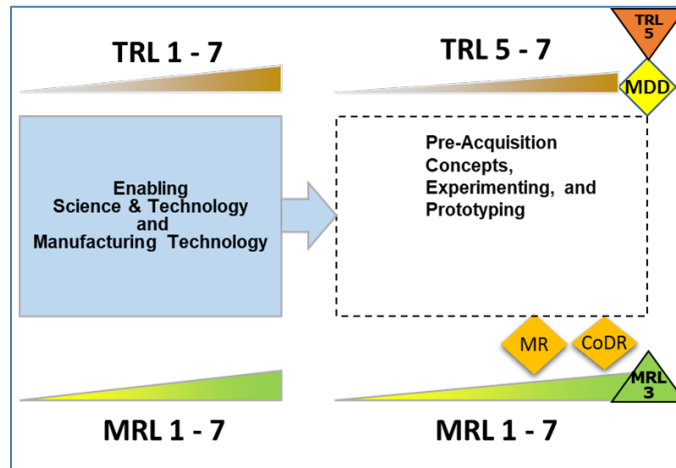 TRL 1 - 7
TRL 5 - 7
TRL
5
MDD
Enabling
Science & Technology
and
Manufacturing Technology
Pre-Acquisition
Concepts,
Experimenting, and
Prototyping
MR
CoDR
MRL
3
MRL 1 - 7
MRL 1 - 7